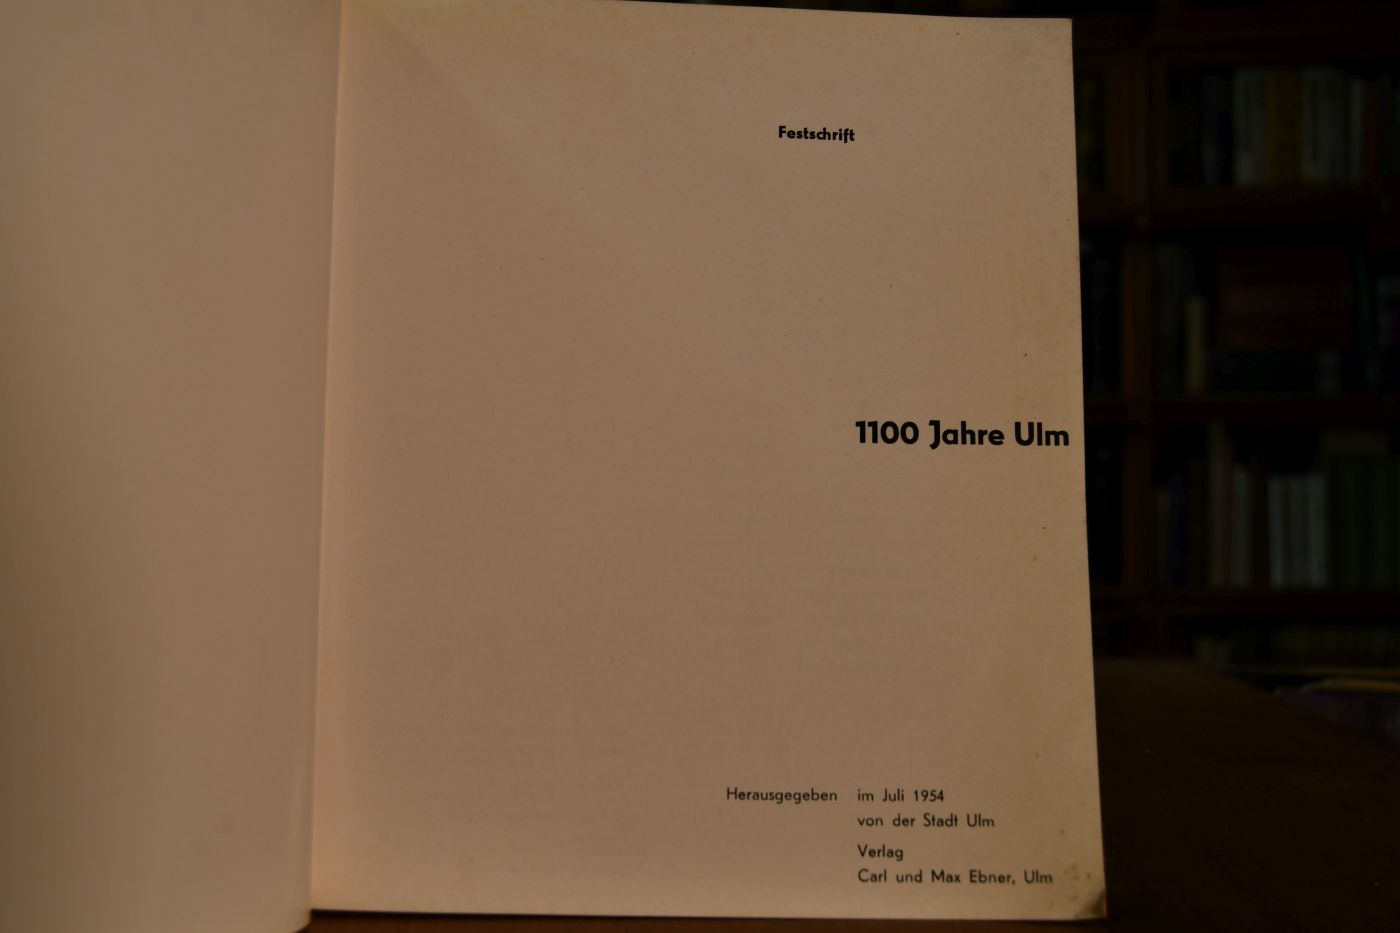 Festschrift
1100 Jahre Ulm
Herausgegeben im Juli 1954
von der Stadt Ulm
Verlag
Carl und Max Ebner, Ulm